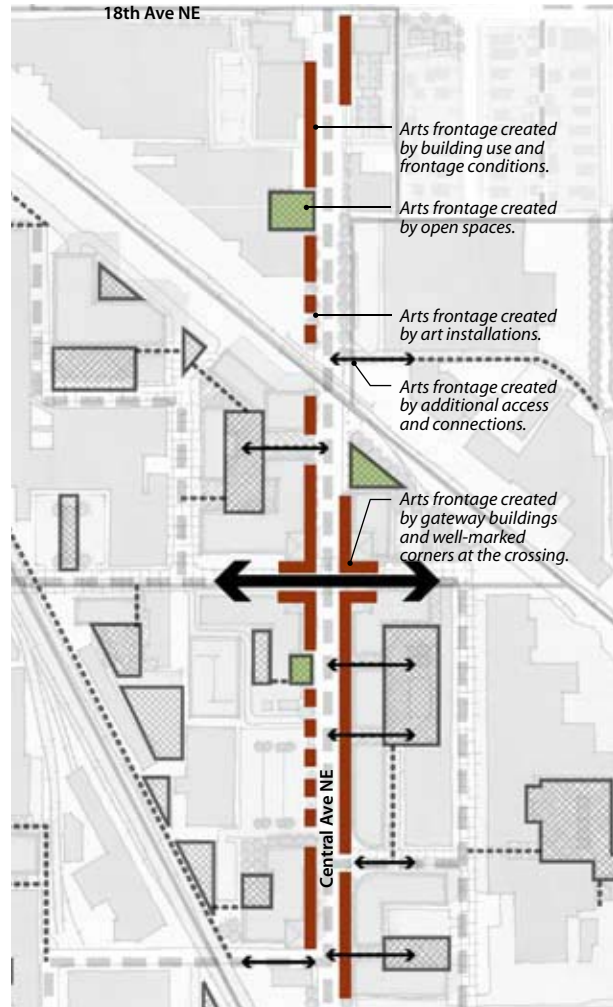 18th Ave NE
Arts frontage created
by building use and
frontage conditions.
Arts frontage created
by open spaces.
Arts frontage created
by art installations.
Arts frontage created
by additional access
and connections.
Arts frontage created
by gateway buildings
and well-marked
corners at the crossing.
Central Ave NE